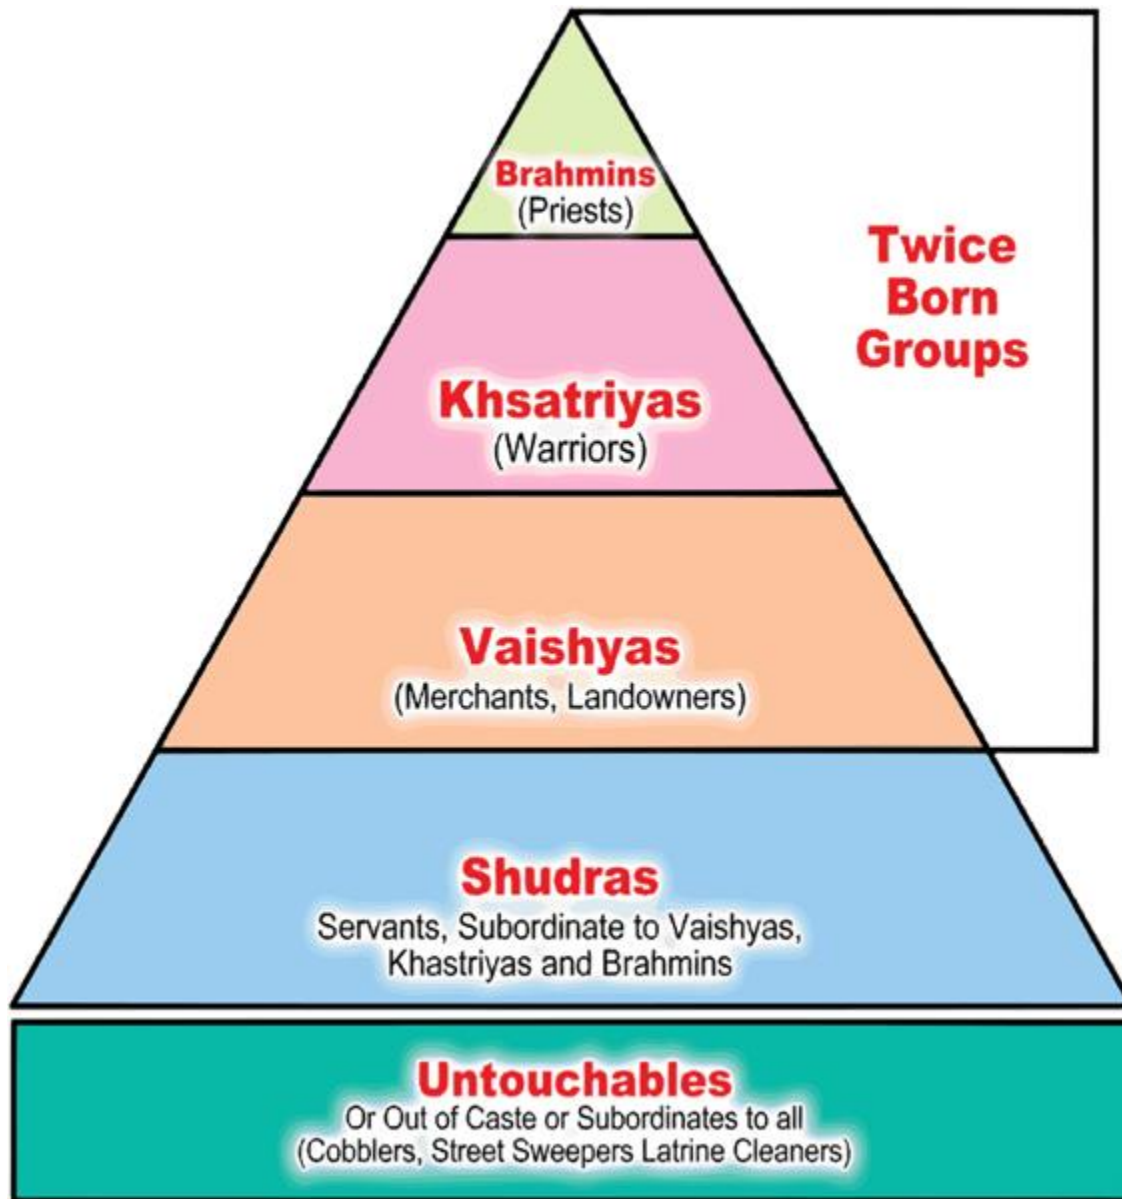 Brahmins
(Priests)
Twice
Born
Groups
Khsatriyas
(Warriors)
Vaishyas
(Merchants, Landowners)
Shudras
Servants, Subordinate to Vaishyas,
Khastriyas and Brahmins
Untouchables
Or Out of Caste or Subordinates to all
(Cobblers, Street Sweepers Latrine Cleaners)